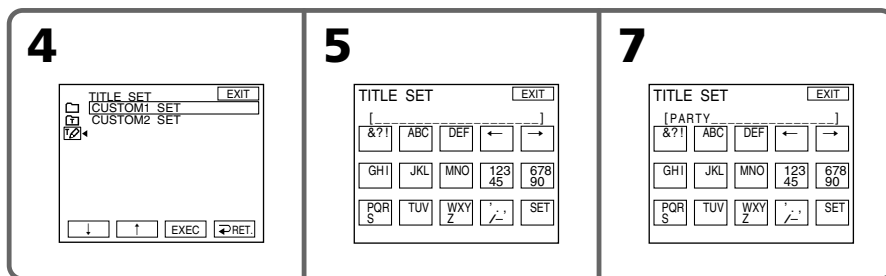 4
TITLE SET EXIT
CUSTOM1 SET
CUSTOM2 SET
↓ ↑ EXEC RET.
5
TITLE SET EXIT
[____________________]
&?! ABC DEF ← →
GHI JKL MNO 123 45 678 90
PQR S TUV WXY Z ' . , / – SET
7
TITLE SET EXIT
[PARTY_______________]
&?! ABC DEF ← →
GHI JKL MNO 123 45 678 90
PQR S TUV WXY Z ' . , / – SET